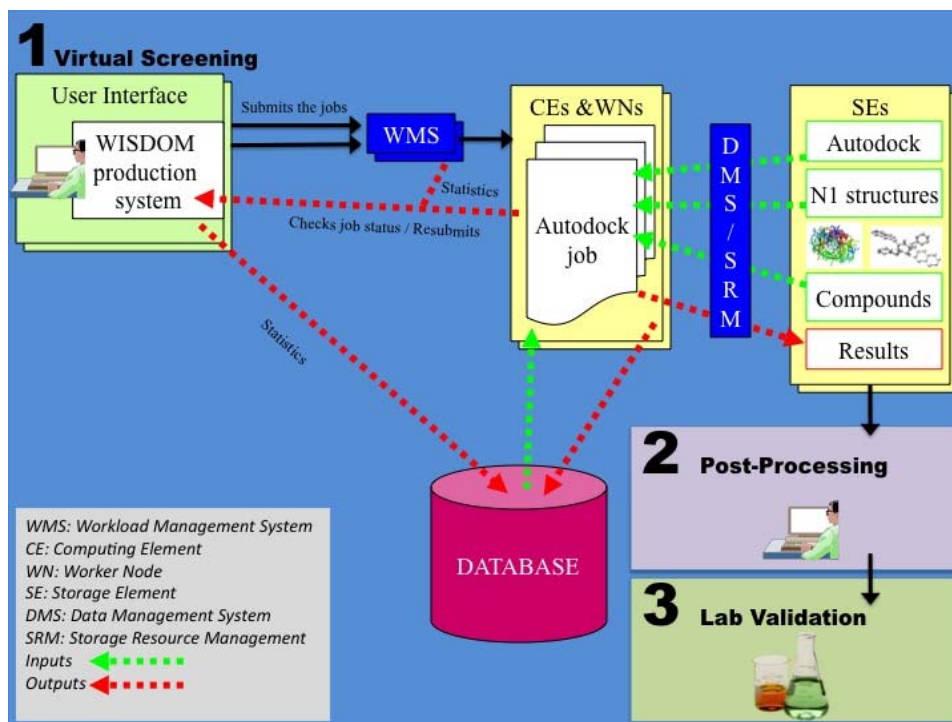 1 Virtual Screening
User Interface
WISDOM
production
system
Submits the jobs
WMS
Statistics
Checks job status / Resubmits
Statistics
CEs &WNs
Autodock
job
D
M
S
/
S
R
M
SEs
Autodock
N1 structures
Compounds
Results
2 Post-Processing
3 Lab Validation
DATABASE
WMS: Workload Management System
CE: Computing Element
WN: Worker Node
SE: Storage Element
DMS: Data Management System
SRM: Storage Resource Management
Inputs
Outputs